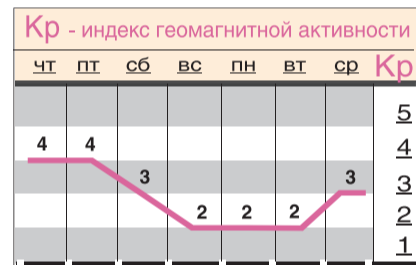 Kp - индекс геомагнитной активности
чт пт сб вс пн вт ср Kp
5
4 4 4
3 3 3
2 2 2 2
1